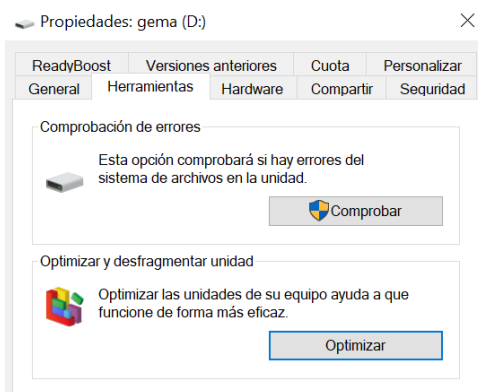 Propiedades: gema (D:)
ReadyBoost Versiones anteriores Cuota Personalizar
General Herramientas Hardware Compartir Seguridad
Comprobación de errores
Esta opción comprobará si hay errores del
sistema de archivos en la unidad.
Comprobar
Optimizar y desfragmentar unidad
Optimizar las unidades de su equipo ayuda a que
funcione de forma más eficaz.
Optimizar